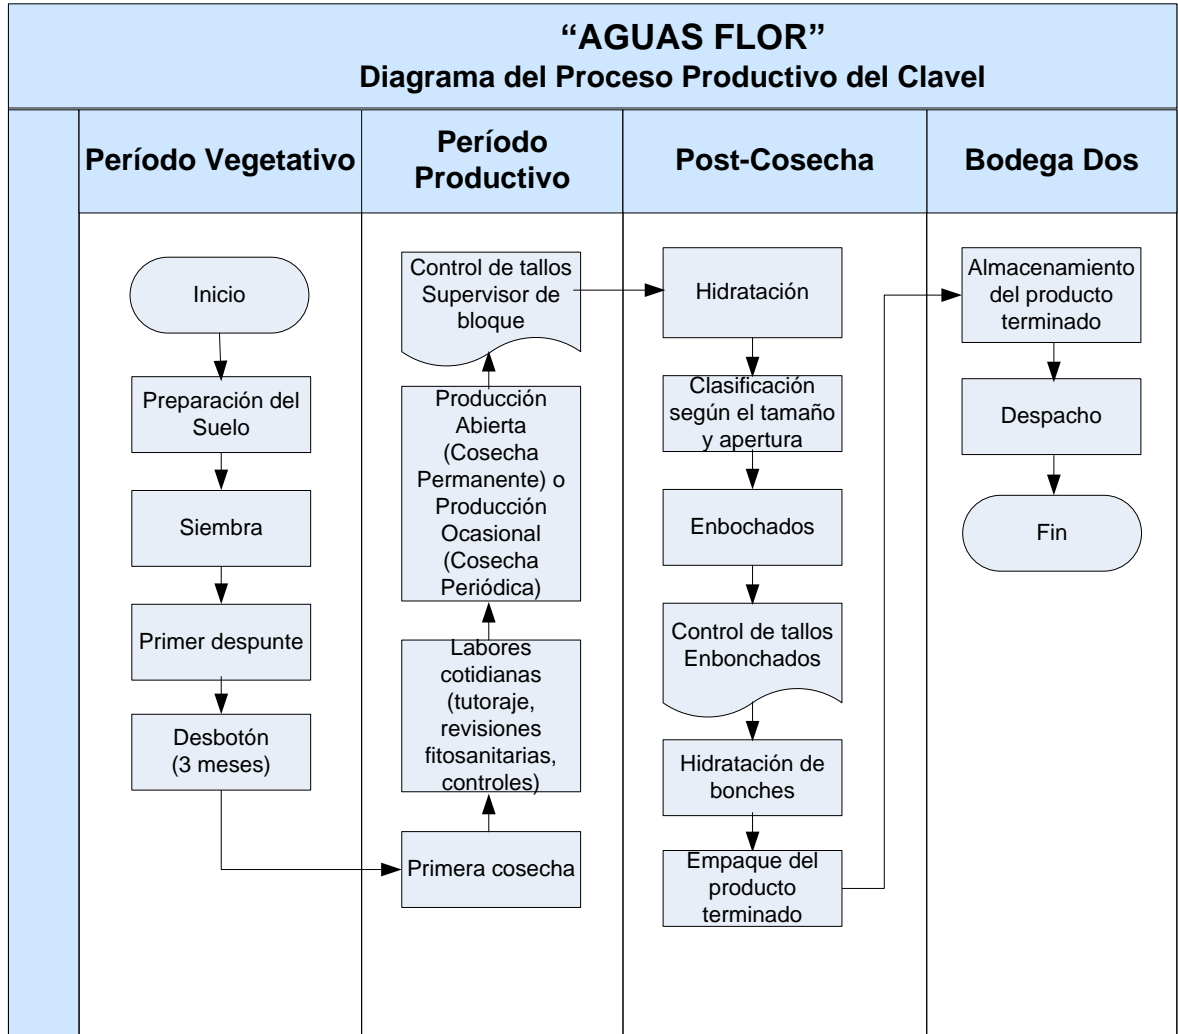 “AGUAS FLOR”
Diagrama del Proceso Productivo del Clavel
Período Vegetativo
Período
Productivo
Post-Cosecha
Bodega Dos
Inicio
Preparación del
Suelo
Siembra
Primer despunte
Desbotón
(3 meses)
Control de tallos
Supervisor de
bloque
Producción
Abierta
(Cosecha
Permanente) o
Producción
Ocasional
(Cosecha
Periódica)
Labores
cotidianas
(tutoraje,
revisiones
fitosanitarias,
controles)
Primera cosecha
Hidratación
Clasificación
según el tamaño
y apertura
Enbochados
Control de tallos
Enbonchados
Hidratación de
bonches
Empaque del
producto
terminado
Almacenamiento
del producto
terminado
Despacho
Fin